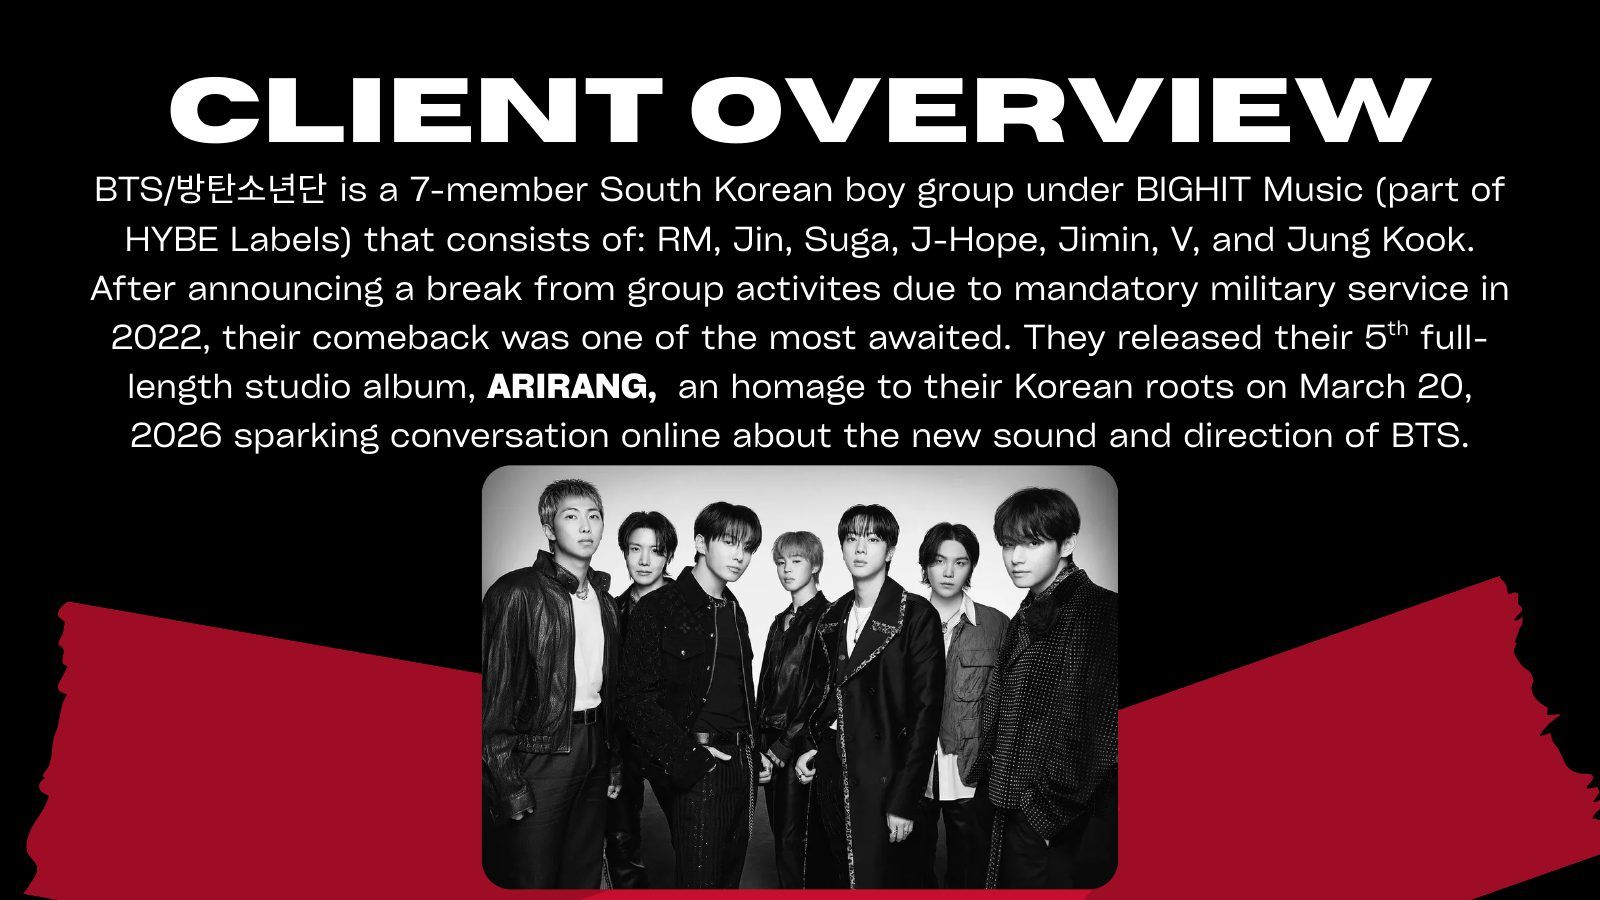 CLIENT OVERVIEW
BTS/방탄소년단 is a 7-member South Korean boy group under BIGHIT Music (part of
HYBE Labels) that consists of: RM, Jin, Suga, J-Hope, Jimin, V, and Jung Kook.
After announcing a break from group activites due to mandatory military service in
2022, their comeback was one of the most awaited. They released their 5th full-
length studio album, ARIRANG, an homage to their Korean roots on March 20,
2026 sparking conversation online about the new sound and direction of BTS.